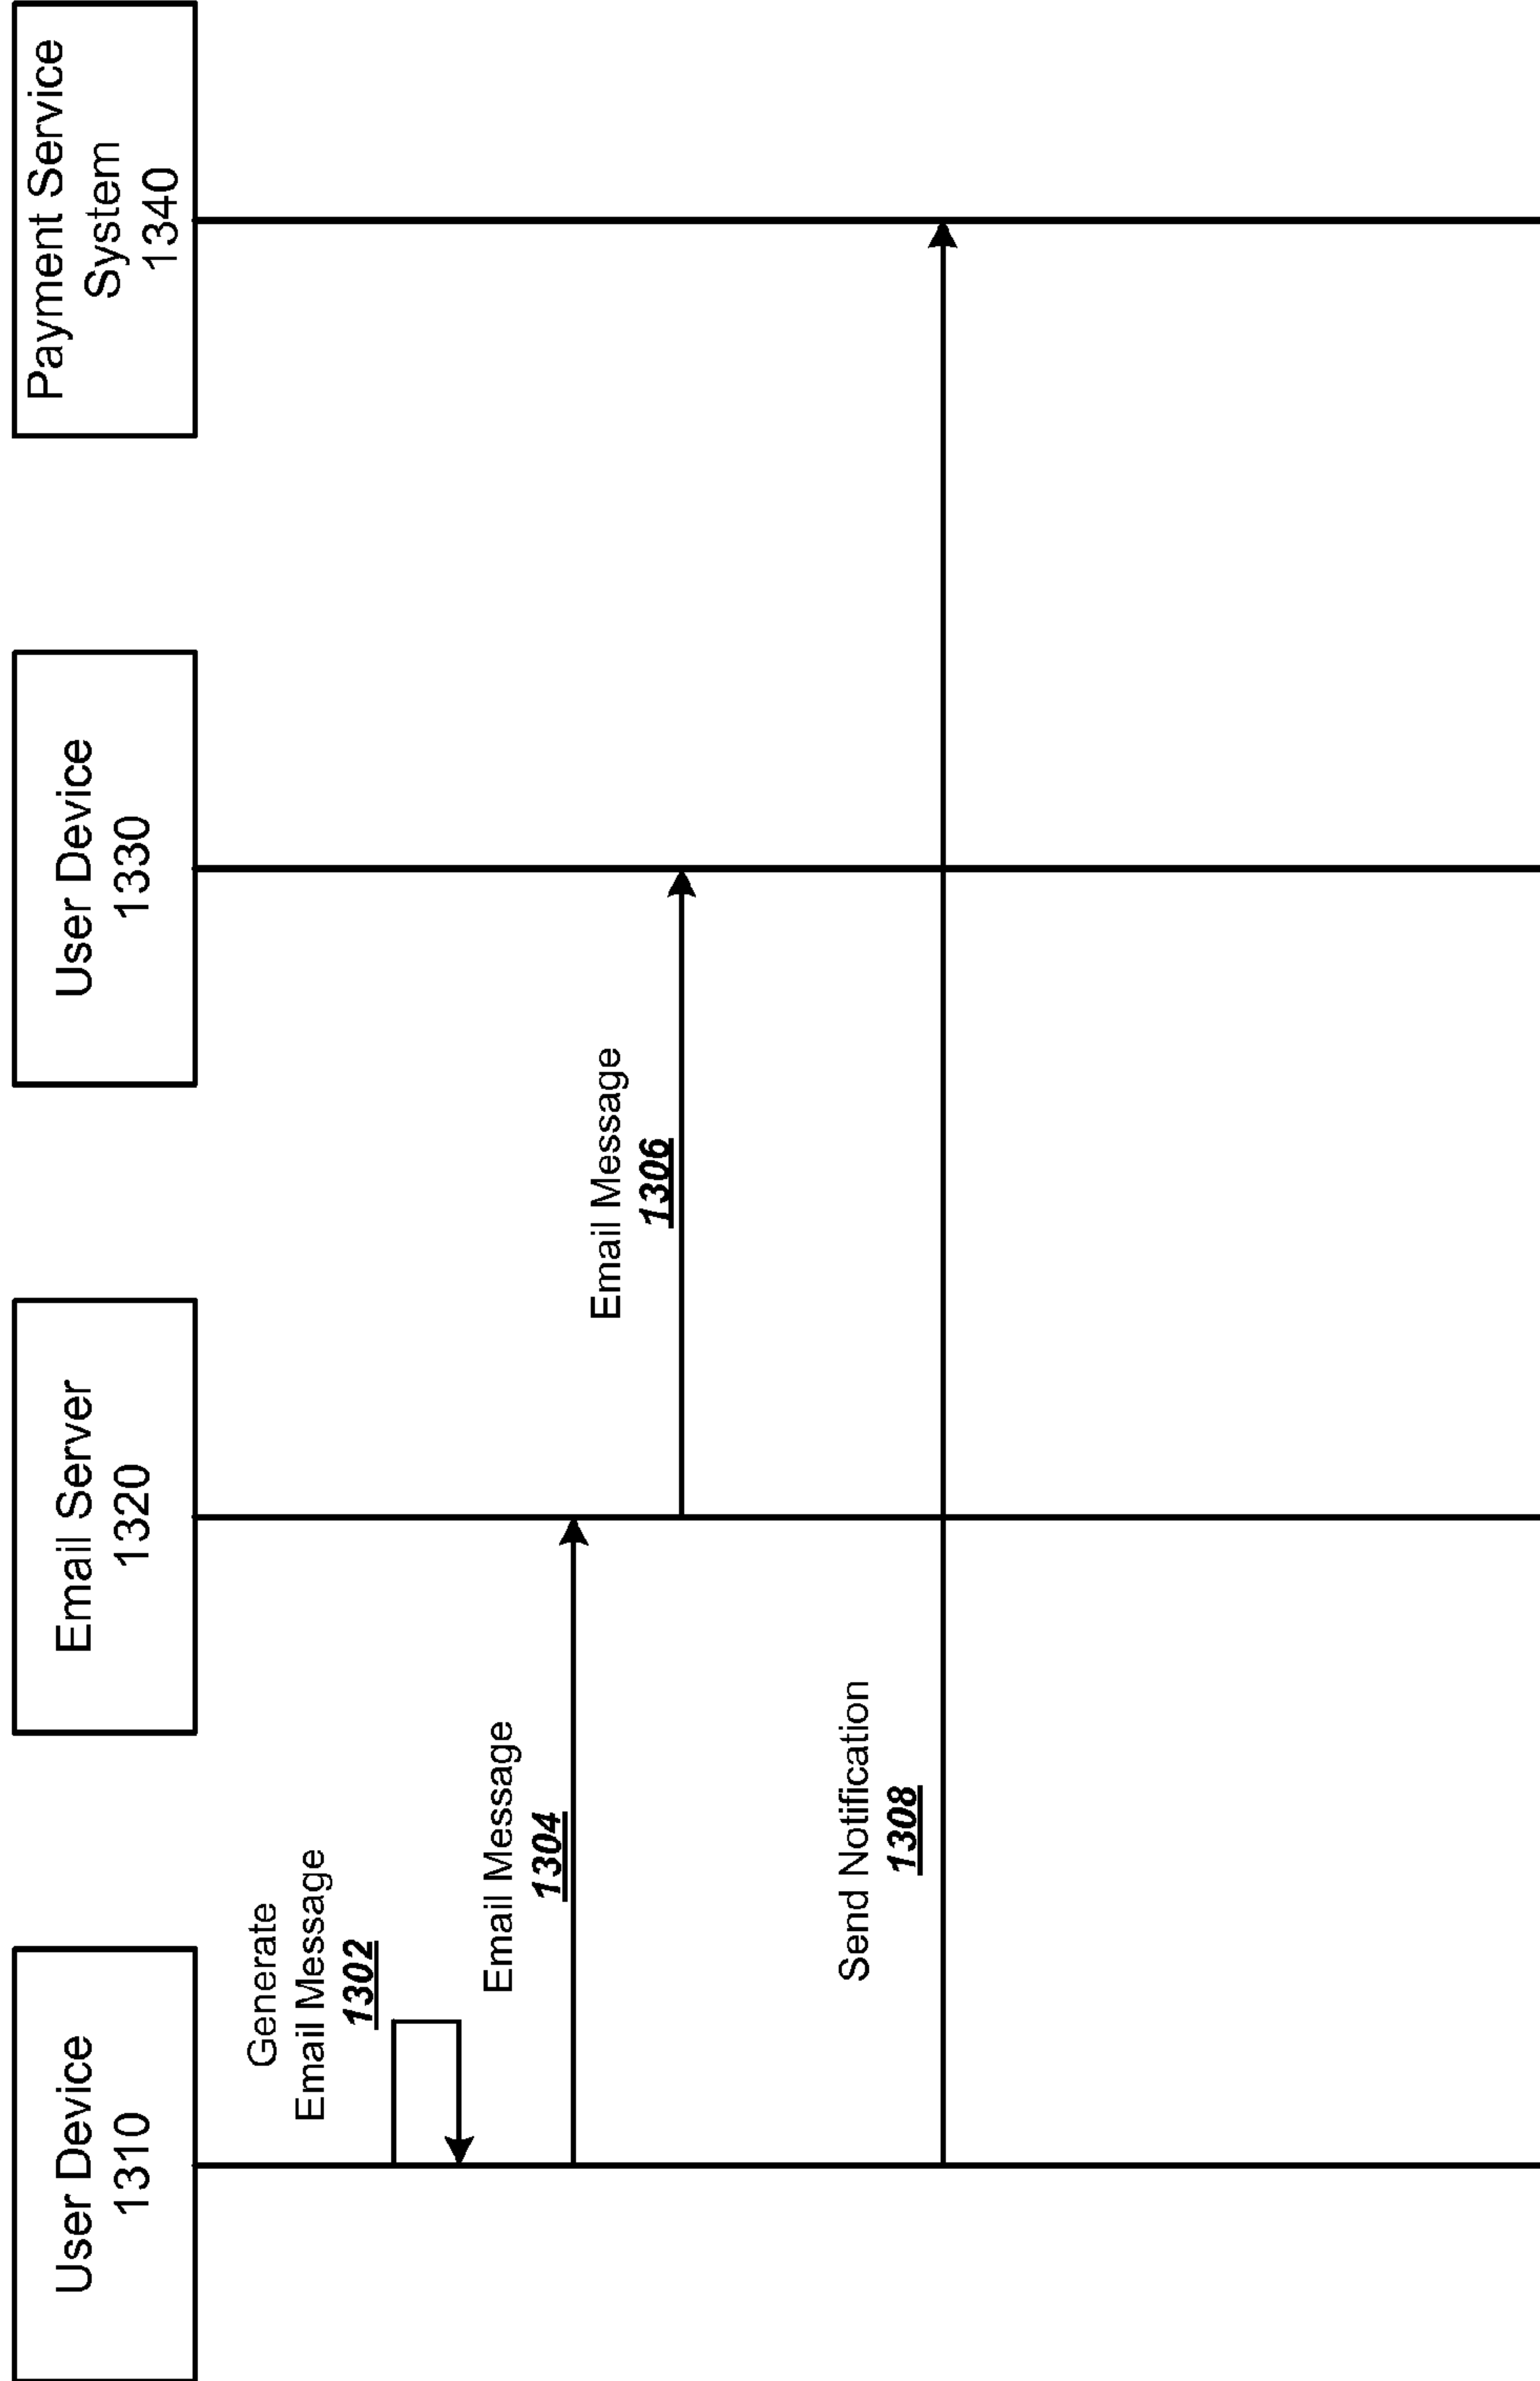 User Device
1310
Email Server
1320
User Device
1330
Payment Service
System
1340
Generate
Email Message
1302
Email Message
1304
Email Message
1306
Send Notification
1308